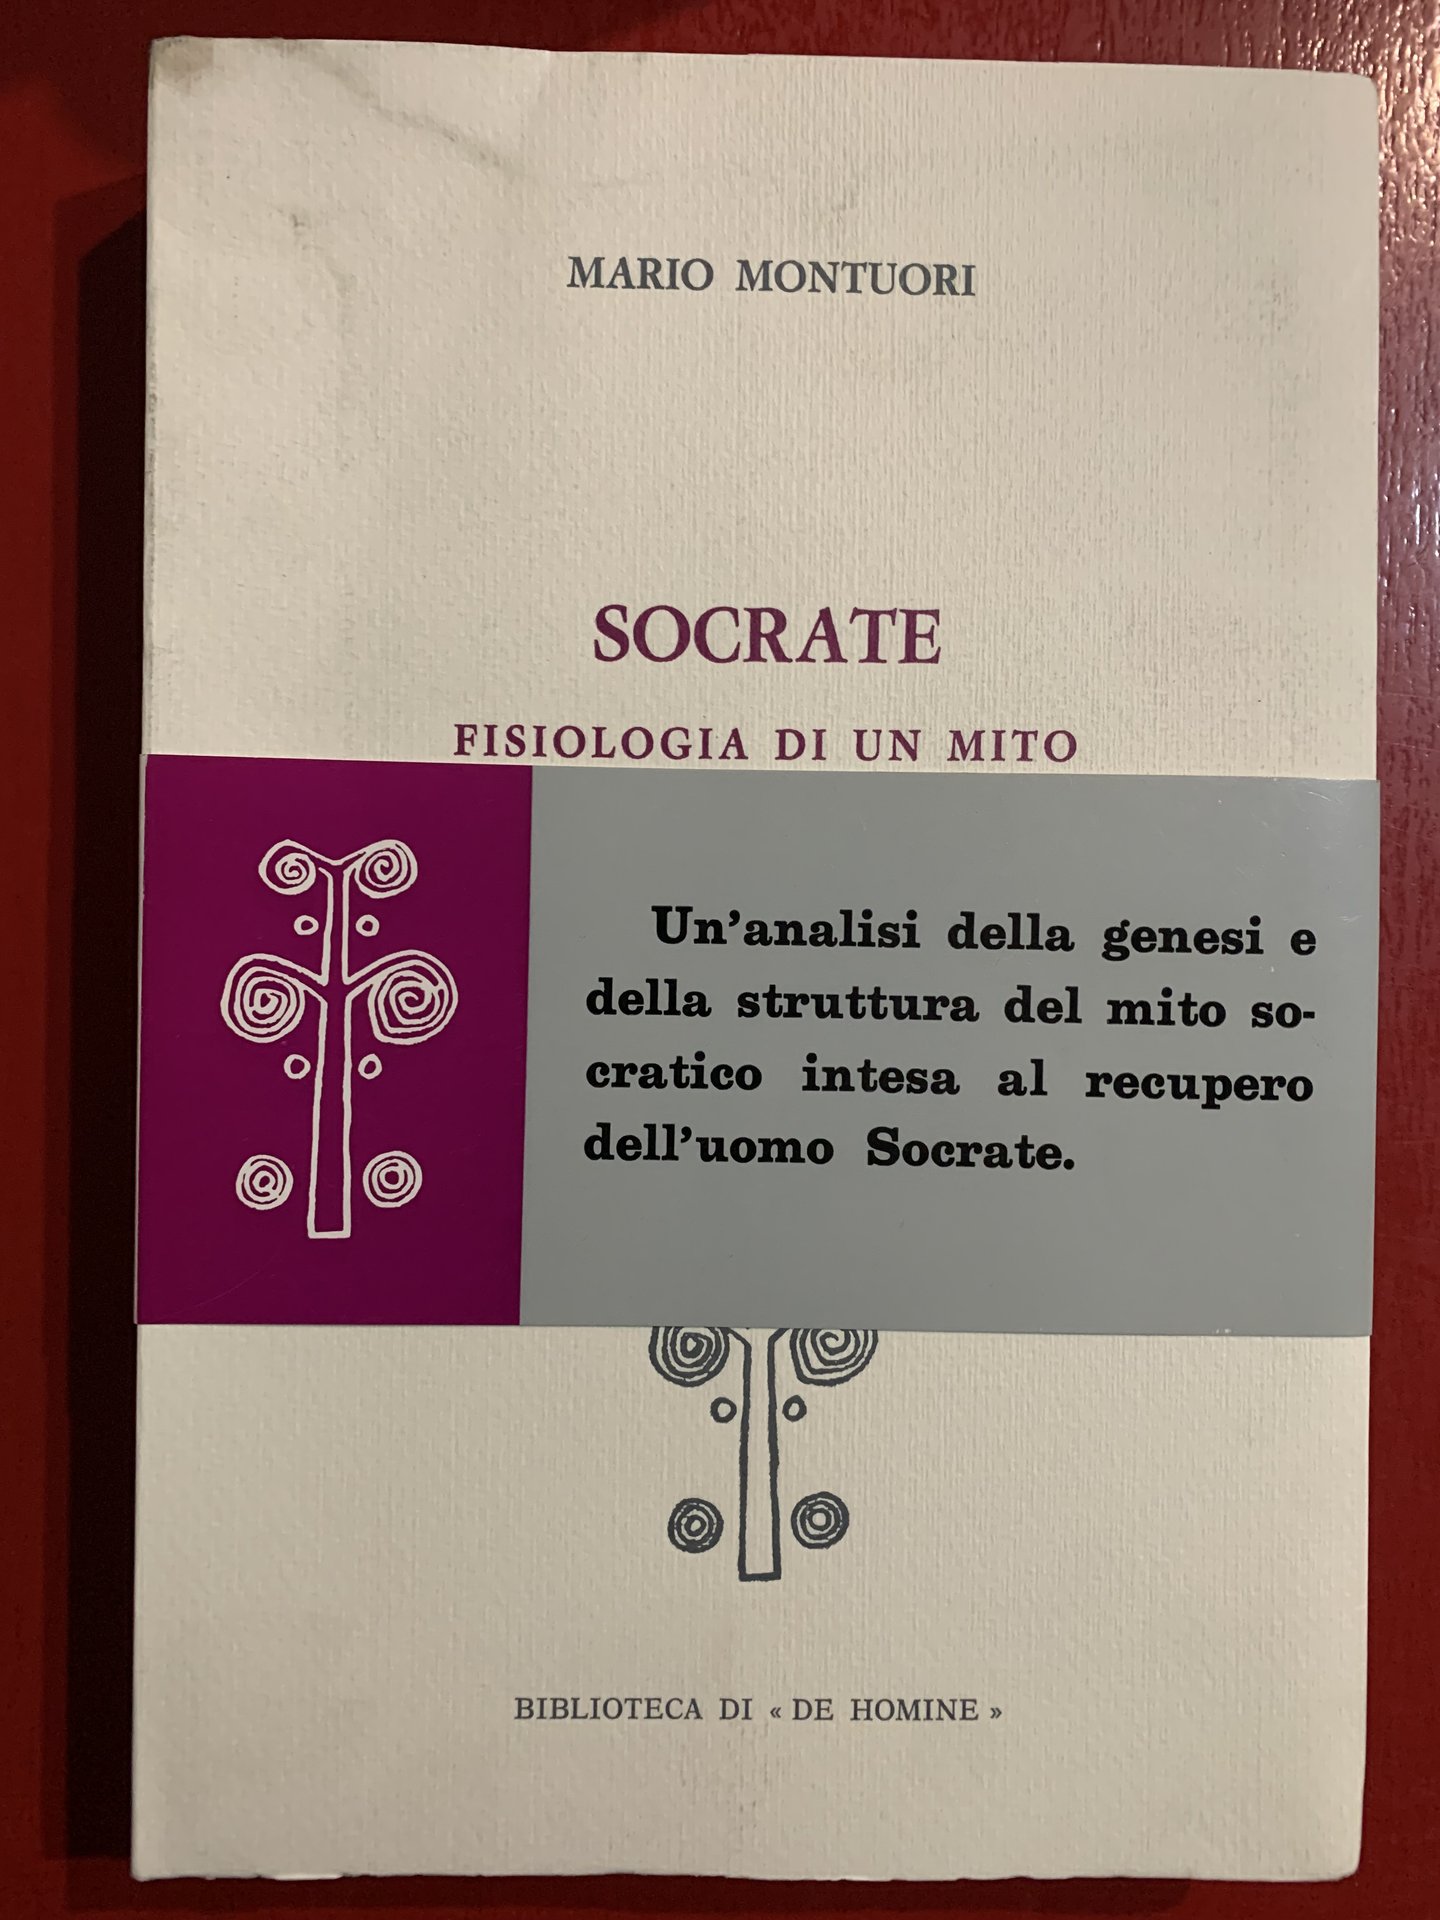 MARIO MONTUORI
SOCRATE
FISIOLOGIA DI UN MITO
Un'analisi della genesi e
della struttura del mito so-
cratico intesa al recupero
dell'uomo Socrate.
BIBLIOTECA DI « DE HOMINE »